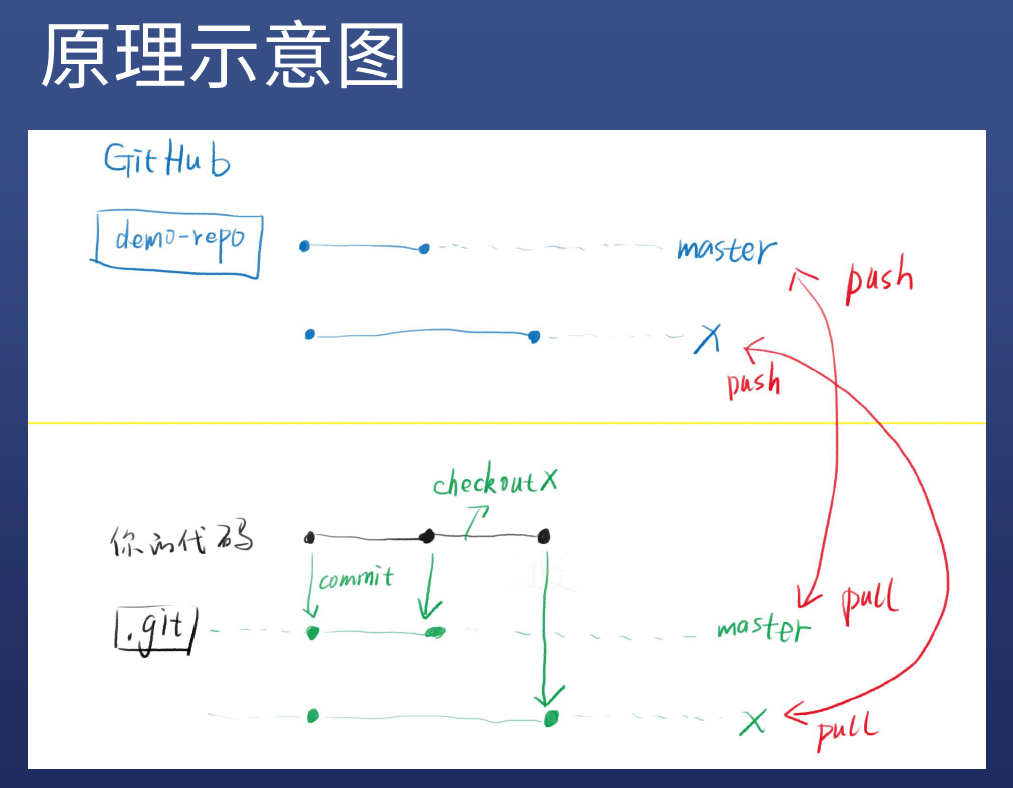 原理示意图
GitHub
demo-repo
master
push
X
push
checkout X
你的代码
commit
pull
.git
master
X
pull